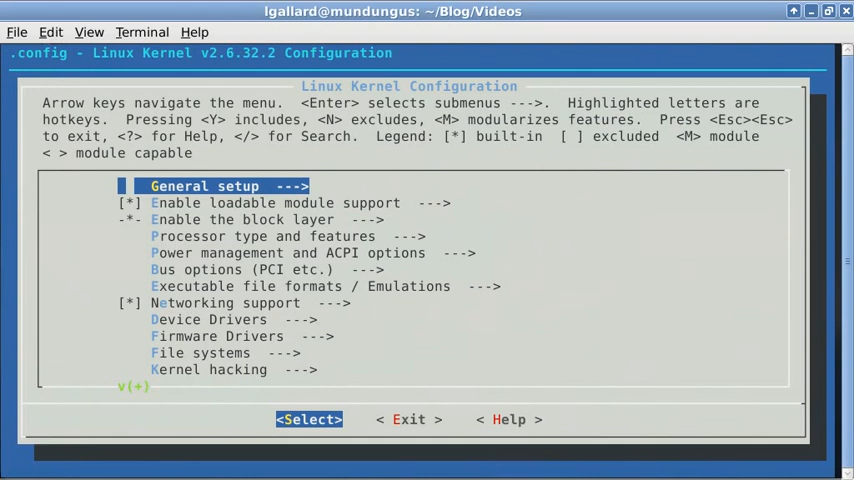 lgallard@mundungus: ~/Blog/Videos
File Edit View Terminal Help
.config - Linux Kernel v2.6.32.2 Configuration
Linux Kernel Configuration
Arrow keys navigate the menu.  <Enter> selects submenus --->.  Highlighted letters are
hotkeys.  Pressing <Y> includes, <N> excludes, <M> modularizes features.  Press <Esc><Esc>
to exit, <?> for Help, </> for Search.  Legend: [*] built-in  [ ] excluded  <M> module
< > module capable
General setup  --->
[*] Enable loadable module support  --->
-*- Enable the block layer  --->
Processor type and features  --->
Power management and ACPI options  --->
Bus options (PCI etc.)  --->
Executable file formats / Emulations  --->
[*] Networking support  --->
Device Drivers  --->
Firmware Drivers  --->
File systems  --->
Kernel hacking  --->
v(+)
<Select>    < Exit >    < Help >